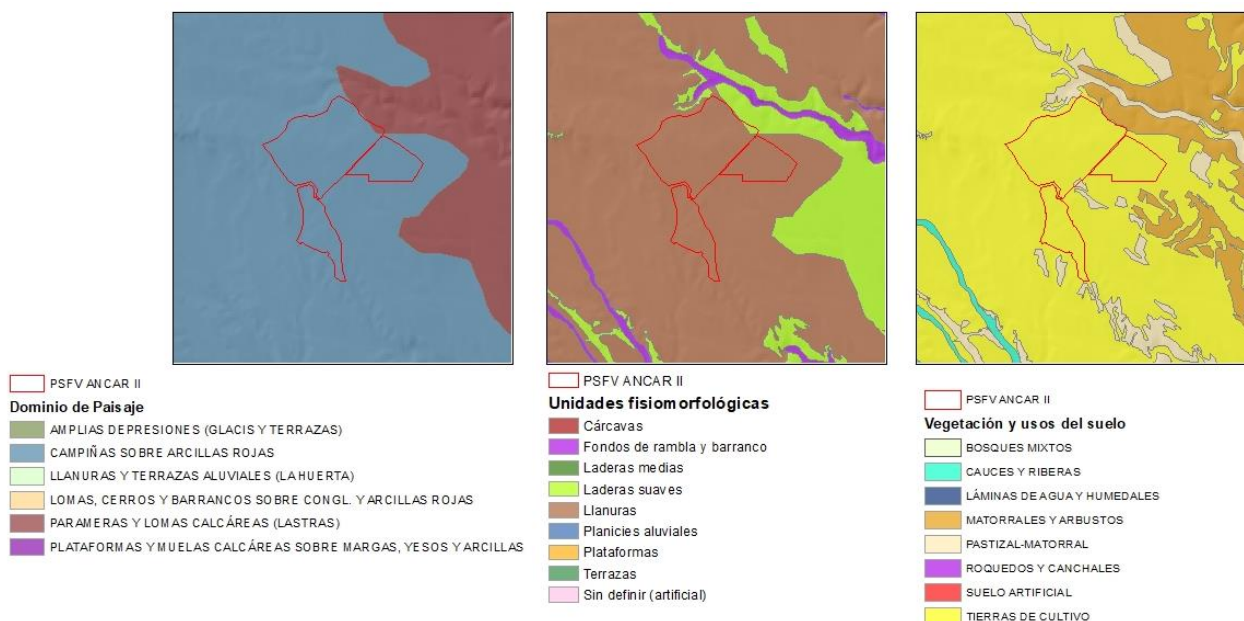 PSFV ANCAR II
Dominio de Paisaje
AMPLIAS DEPRESIONES (GLACIS Y TERRAZAS)
CAMPIÑAS SOBRE ARCILLAS ROJAS
LLANURAS Y TERRAZAS ALUVIALES (LA HUERTA)
LOMAS, CERROS Y BARRANCOS SOBRE CONGL. Y ARCILLAS ROJAS
PARAMERAS Y LOMAS CALCÁREAS (LASTRAS)
PLATAFORMAS Y MUELAS CALCÁREAS SOBRE MARGAS, YESOS Y ARCILLAS
PSFV ANCAR II
Unidades fisiomorfológicas
Cárcavas
Fondos de rambla y barranco
Laderas medias
Laderas suaves
Llanuras
Planicies aluviales
Plataformas
Terrazas
Sin definir (artificial)
PSFV ANCAR II
Vegetación y usos del suelo
BOSQUES MIXTOS
CAUCES Y RIBERAS
LÁMINAS DE AGUA Y HUMEDALES
MATORRALES Y ARBUSTOS
PASTIZAL-MATORRAL
ROQUEDOS Y CANCHALES
SUELO ARTIFICIAL
TIERRAS DE CULTIVO